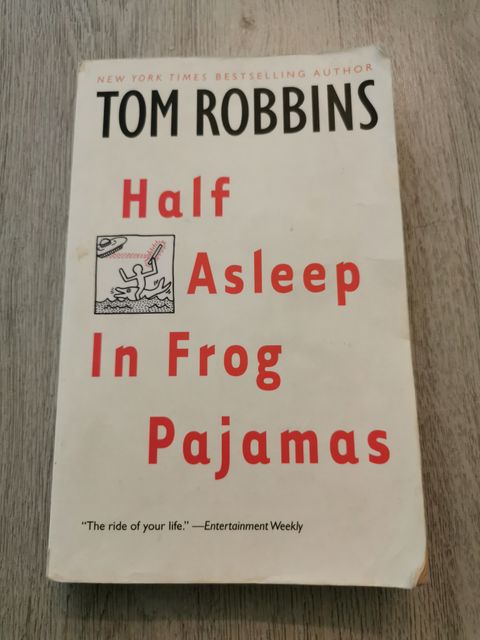 NEW YORK TIMES BESTSELLING AUTHOR
TOM ROBBINS
Half
Asleep
In Frog
Pajamas
“The ride of your life.” —Entertainment Weekly